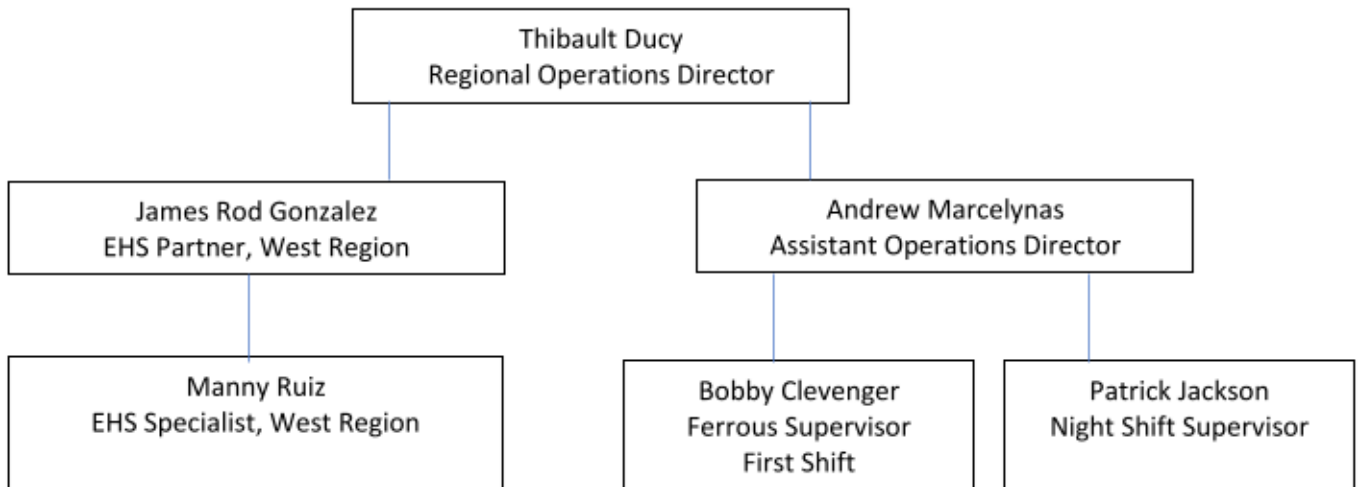 Thibault Ducy
Regional Operations Director
James Rod Gonzalez
EHS Partner, West Region
Andrew Marcelynas
Assistant Operations Director
Manny Ruiz
EHS Specialist, West Region
Bobby Clevenger
Ferrous Supervisor
First Shift
Patrick Jackson
Night Shift Supervisor